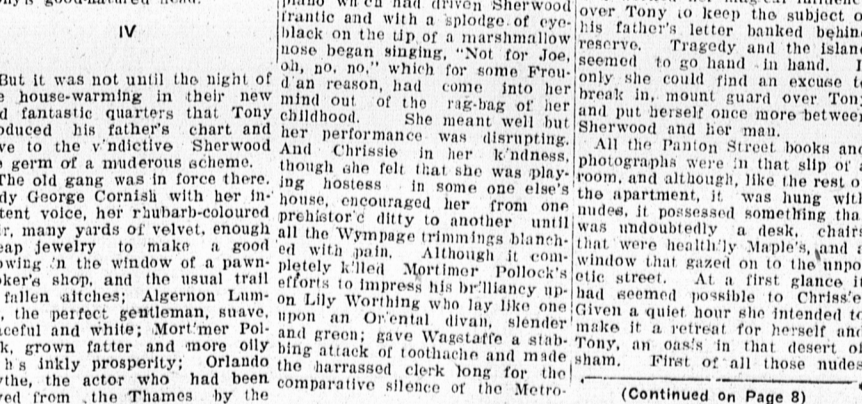 IV
But it was not until the night of
house-warming in their new
fantastic quarters that Tony
oduced his father's chart and
ve to the v'ndictive Sherwood
germ of a muderous scheme.
The old gang was in force there.
dy George Cornish with her in-
tent voice, her rhubarb-coloured
r, many yards of velvet, enough
eap jewelry to make a good
owing 'n the window of a pawn-
oker's shop, and the usual trail
fallen aitches; Algernon Lum-
, the perfect gentleman, suave,
aceful and white; Mort'mer Pol-
k, grown fatter and more oily
h's inkly prosperity; Orlando
ythe, the actor who had been
ved from the Thames by the
piano wh'ch had driven Sherwood
frantic and with a splodge of eye-
black on the tip of a marshmallow
nose began singing, "Not for Joe,
oh, no, no," which for some Freu-
d'an reason, had come into her
mind out of the rag-bag of her
childhood. She meant well but
her performance was disrupting.
And Chrissie in her k'ndness,
though she felt that she was play-
ing hostess in some one else's
house, encouraged her from one
prehistor'c ditty to another until
all the Wympage trimmings blanch-
ed with pain. Although it com-
pletely k'lled Mortimer Pollock's
efforts to impress his br'lliancy up-
on Lily Worthing who lay like one
upon an Or'ental divan, slender
and green; gave Wagstaffe a stab-
bing attack of toothache and made
the harrassed clerk long for the
comparative silence of the Metro-
over Tony to keep the subject o
his father's letter banked behin
reserve. Tragedy and the islan
seemed to go hand in hand. I
only she could find an excuse t
break in, mount guard over Tony
and put herself once more betwee
Sherwood and her man.
All the Panton Street books and
photographs were in that slip of a
room, and although, like the rest o
the apartment, it was hung with
nudes, it possessed something tha
was undoubtedly a desk, chairs
that were health'ly Maple's, and a
window that gazed on to the unpo
etic street. At a first glance i
had seemed possible to Chriss'e
Given a quiet hour she intended to
make it a retreat for herself and
Tony, an oas's in that desert of
sham. First of all those nudes
(Continued on Page 8)